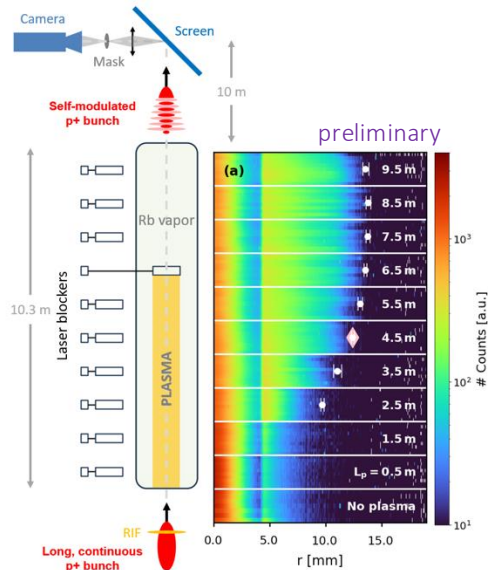 Camera
Screen
Mask
10 m
Self-modulated
p+ bunch
preliminary
(a)
9.5 m
8.5 m
7.5 m
6.5 m
5.5 m
4.5 m
3.5 m
2.5 m
1.5 m
Lp = 0.5 m
No plasma
Rb vapor
10.3 m
Laser blockers
PLASMA
RIF
Long, continuous
p+ bunch
0.0 5.0 10.0 15.0
r [mm]
10³
10²
10¹
# Counts [a.u.]